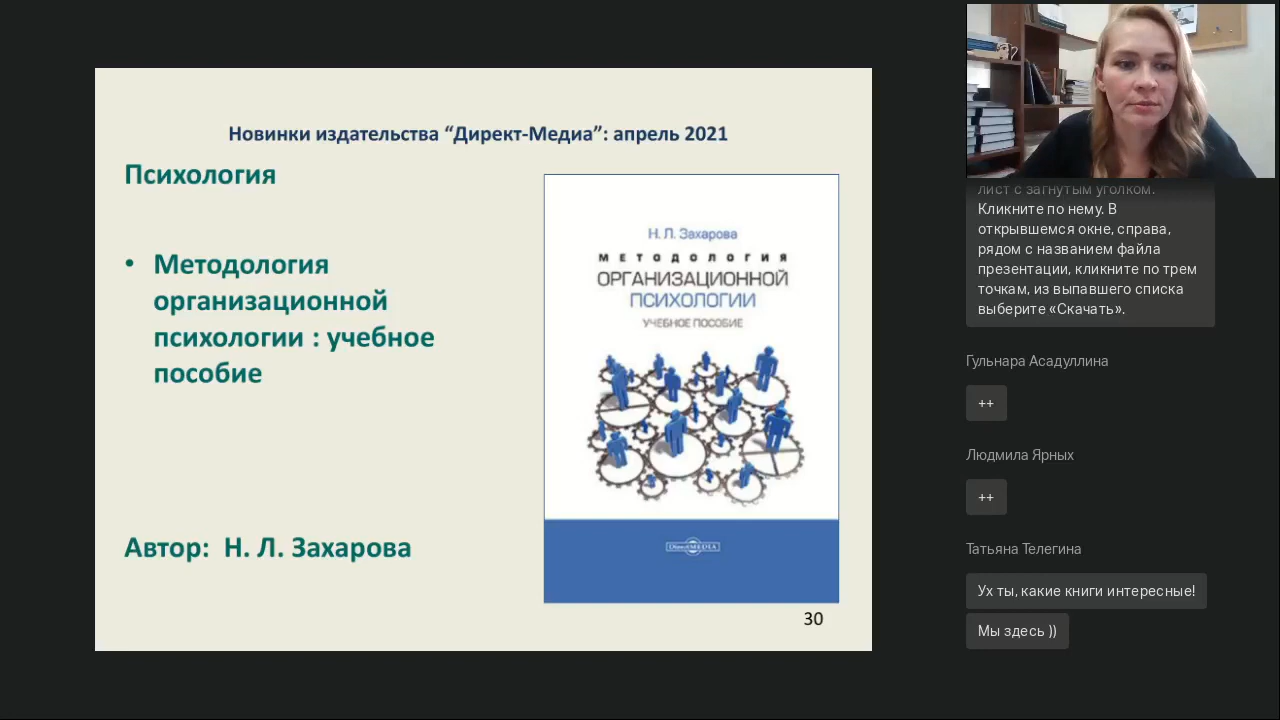 Новинки издательства “Директ-Медиа”: апрель 2021
Психология
• Методология
организационной
психологии : учебное
пособие
Автор: Н. Л. Захарова
Н. Л. Захарова
МЕТОДОЛОГИЯ
ОРГАНИЗАЦИОННОЙ
ПСИХОЛОГИИ
УЧЕБНОЕ ПОСОБИЕ
DirectMEDIA
30
лист с загнутым уголком.
Кликните по нему. В
открывшемся окне, справа,
рядом с названием файла
презентации, кликните по трем
точкам, из выпавшего списка
выберите «Скачать».
Гульнара Асадуллина
++
Людмила Ярных
++
Татьяна Телегина
Ух ты, какие книги интересные!
Мы здесь ))